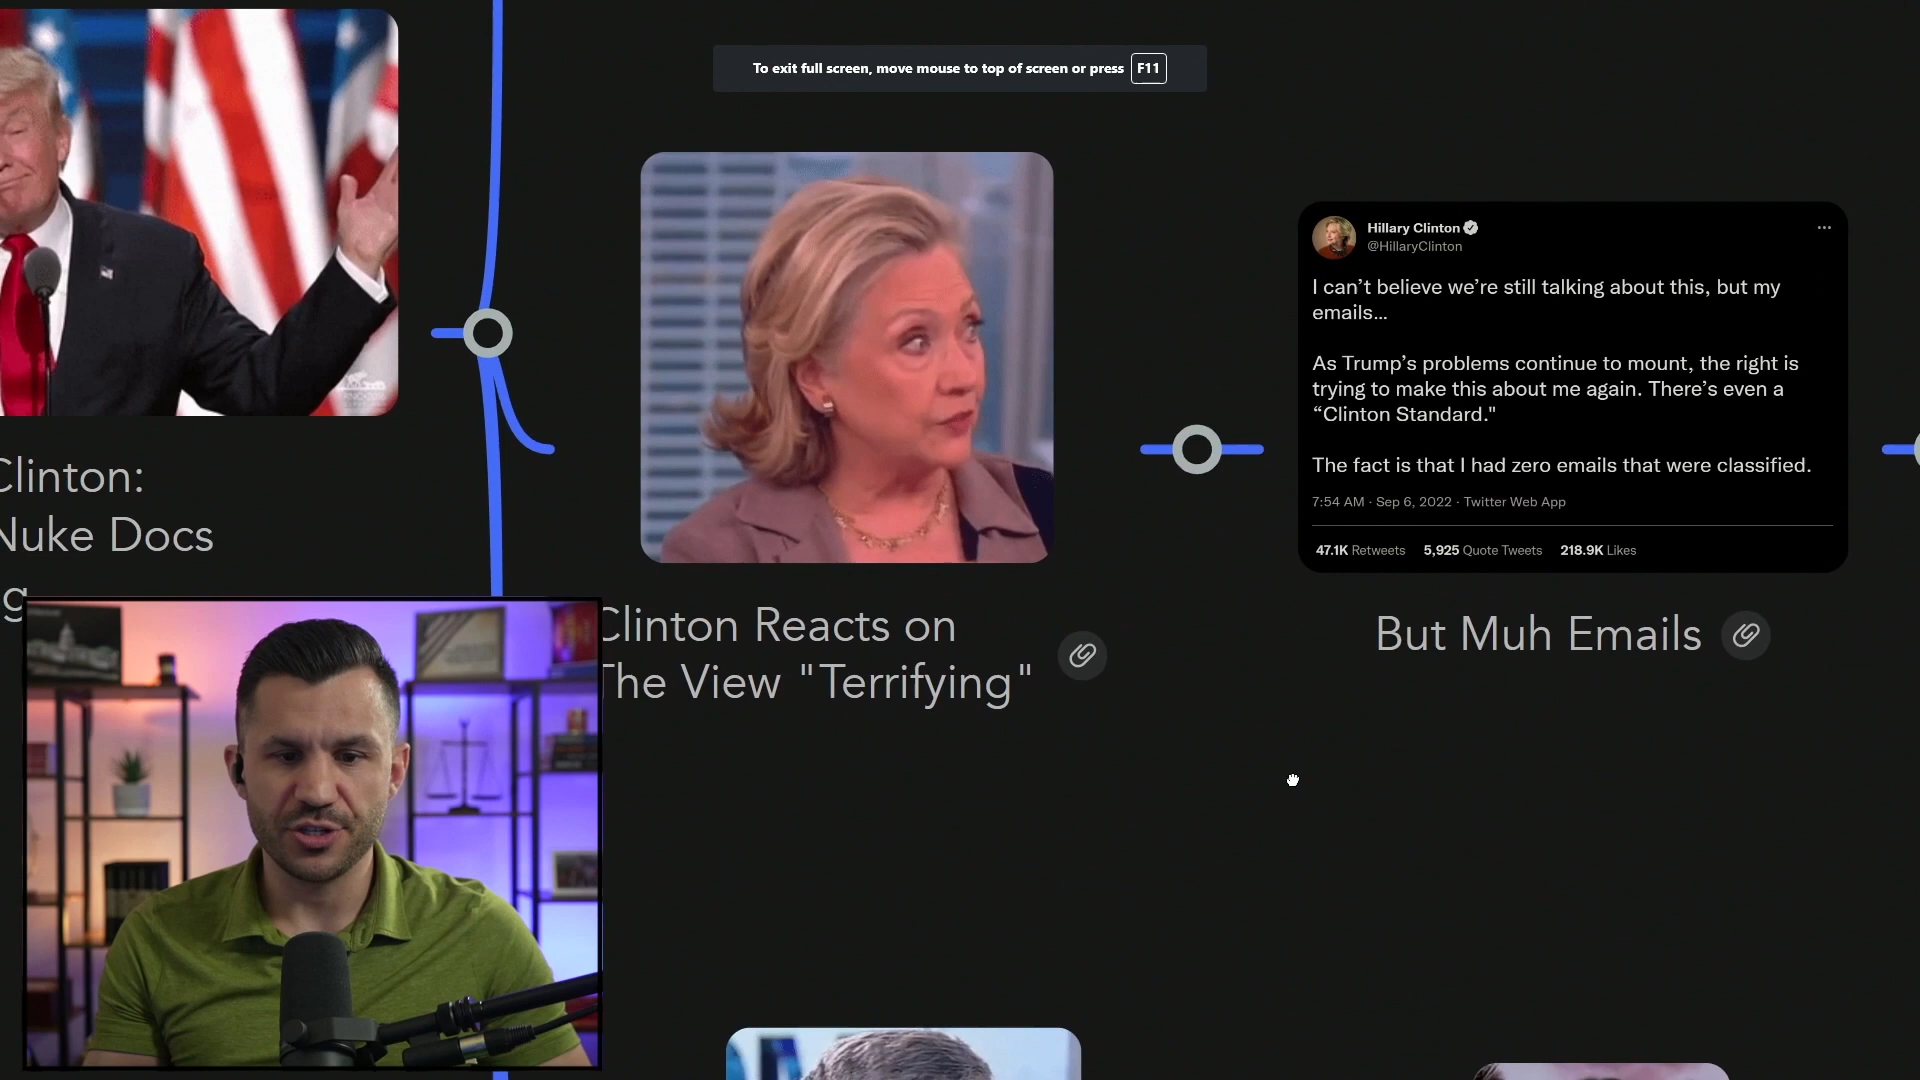 To exit full screen, move mouse to top of screen or press F11
Hillary Clinton
@HillaryClinton
I can't believe we're still talking about this, but my
emails...
As Trump's problems continue to mount, the right is
trying to make this about me again. There's even a
“Clinton Standard."
The fact is that I had zero emails that were classified.
7:54 AM · Sep 6, 2022 · Twitter Web App
47.1K Retweets 5,925 Quote Tweets 218.9K Likes
Clinton:
Nuke Docs
g
Clinton Reacts on
The View "Terrifying"
But Muh Emails